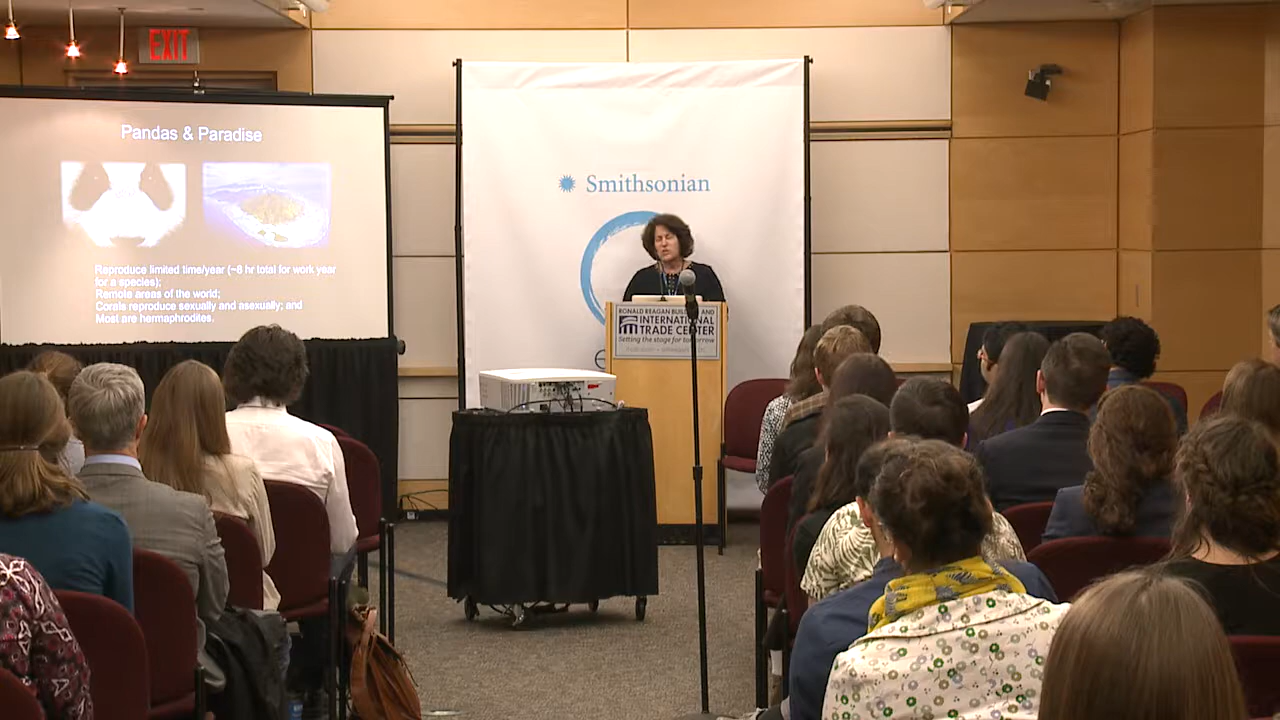 EXIT
Pandas & Paradise
Reproduce limited time/year (~8 hr total for work year
for a species);
Remote areas of the world;
Corals reproduce sexually and asexually; and
Most are hermaphrodites.
Smithsonian
RONALD REAGAN BUILDING AND
INTERNATIONAL
TRADE CENTER
Setting the stage for tomorrow